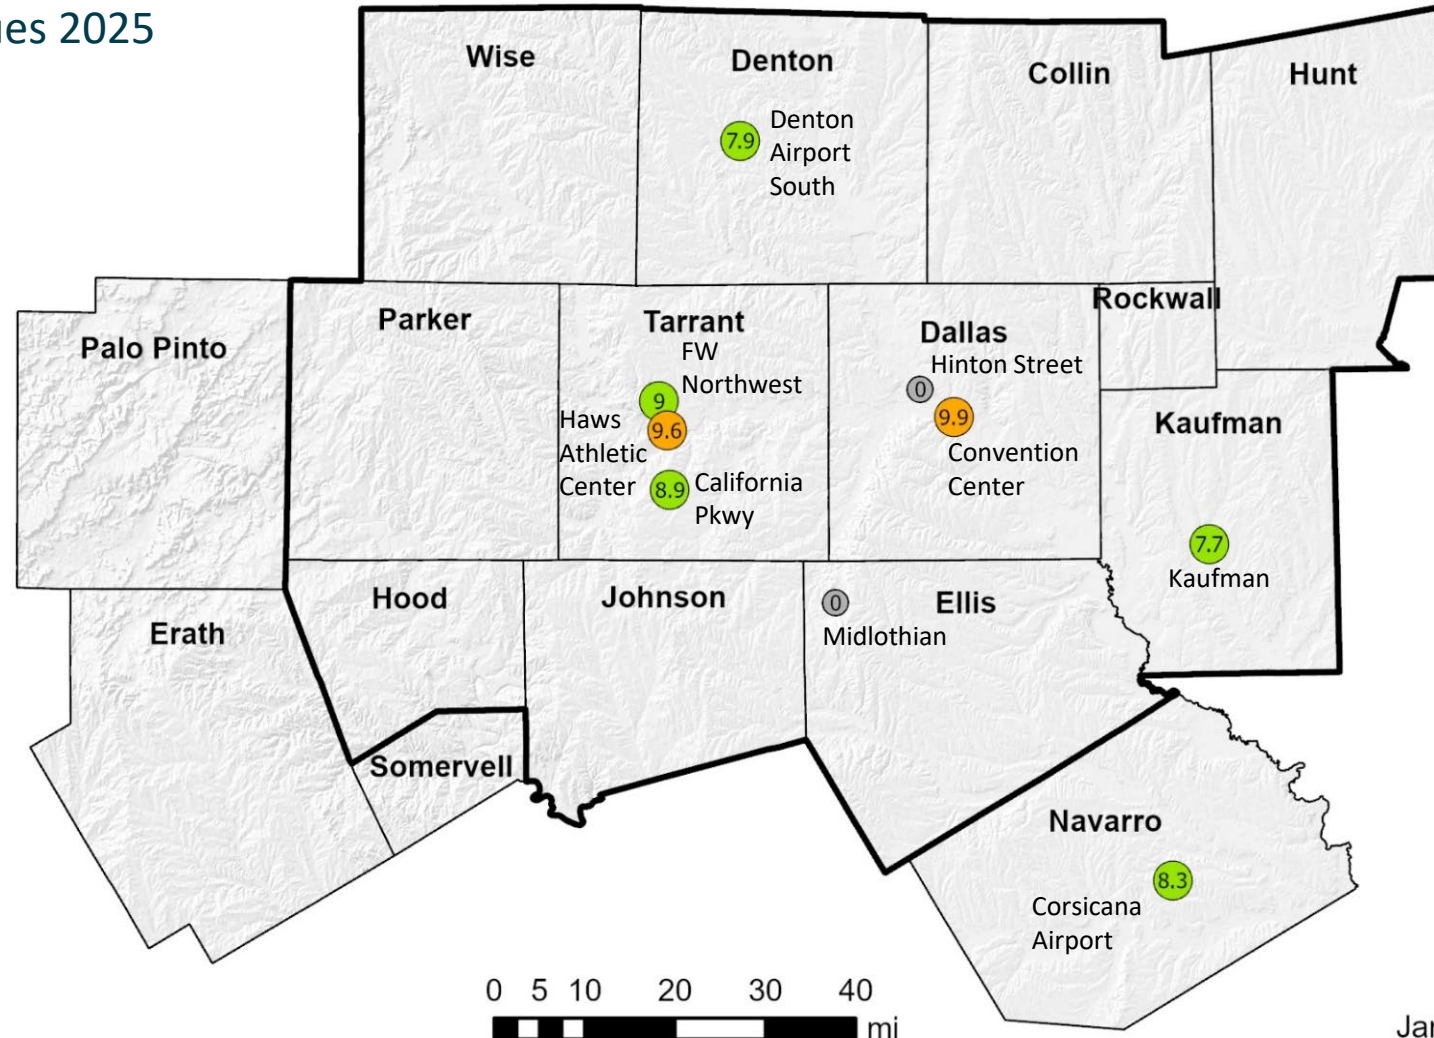 ues 2025
Wise
Denton
Collin
Hunt
7.9
Denton
Airport
South
Palo Pinto
Parker
Tarrant
FW
Northwest
9
Haws
Athletic
Center
9.6
8.9
California
Pkwy
Dallas
Hinton Street
0
9.9
Convention
Center
Rockwall
Kaufman
7.7
Kaufman
Erath
Hood
Johnson
0
Midlothian
Ellis
Somervell
Navarro
8.3
Corsicana
Airport
0 5 10 20 30 40
mi